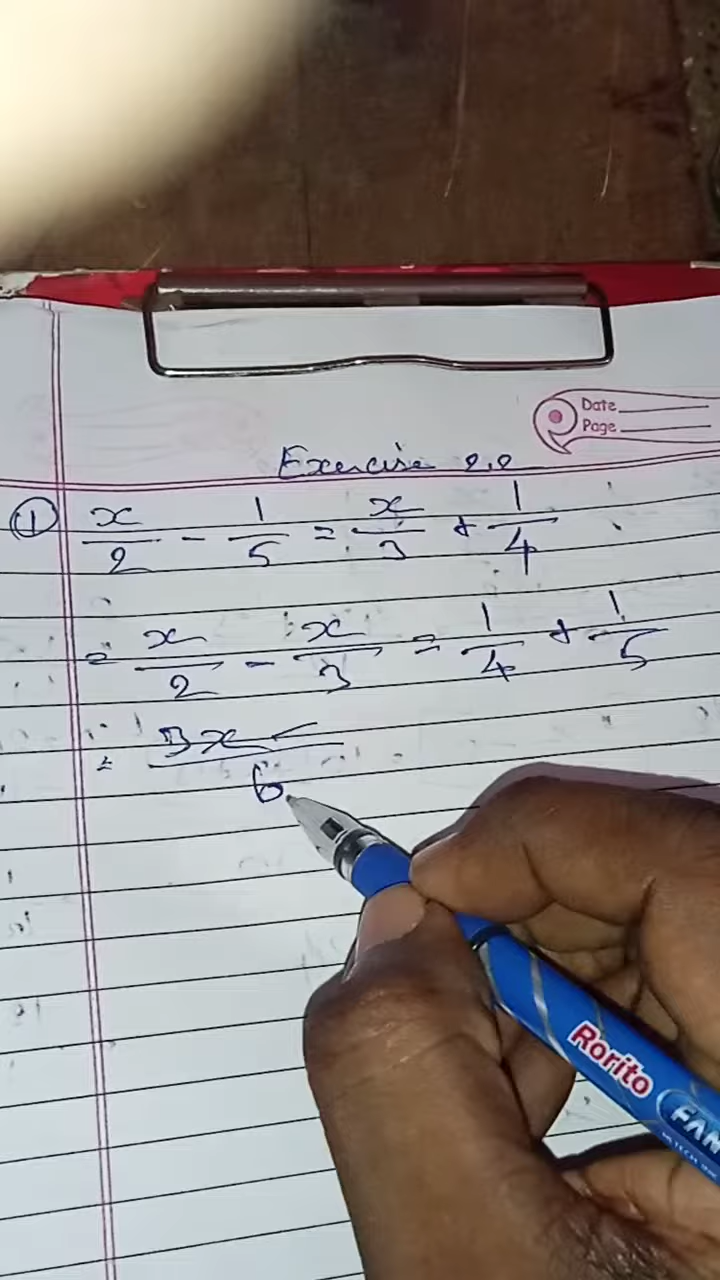 Date
Page
Exercise 2.2
① x/2 - 1/5 = x/3 + 1/4
= x/2 - x/3 = 1/4 + 1/5
= 3x - / 6
Rorito